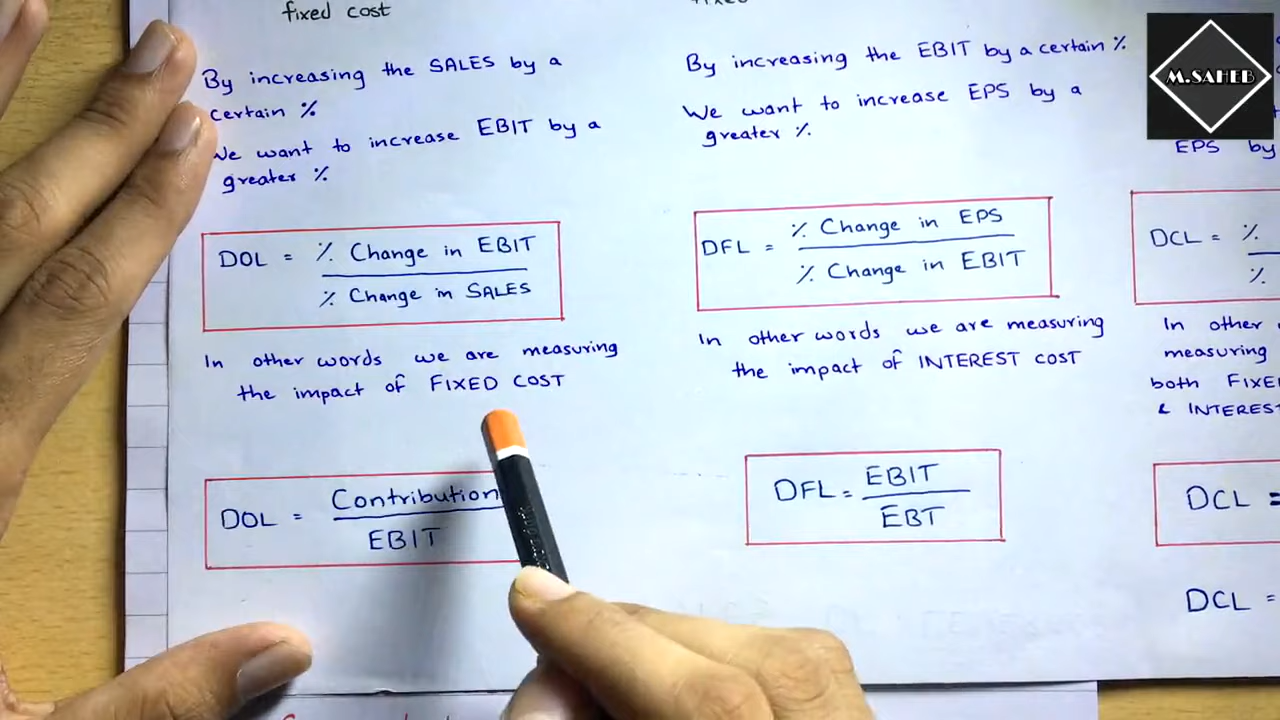 fixed cost
By increasing the SALES by a
certain %
We want to increase EBIT by a
greater %
DOL = % Change in EBIT
% Change in SALES
In other words we are measuring
the impact of FIXED COST
DOL = Contribution
EBIT
By increasing the EBIT by a certain %
We want to increase EPS by a
greater %
DFL = % Change in EPS
% Change in EBIT
In other words we are measuring
the impact of INTEREST COST
DFL = EBIT
EBT
M.SAHEB
EPS by
DCL = %
%
In other
measuring
both FIXE
& INTEREST
DCL =
DCL =